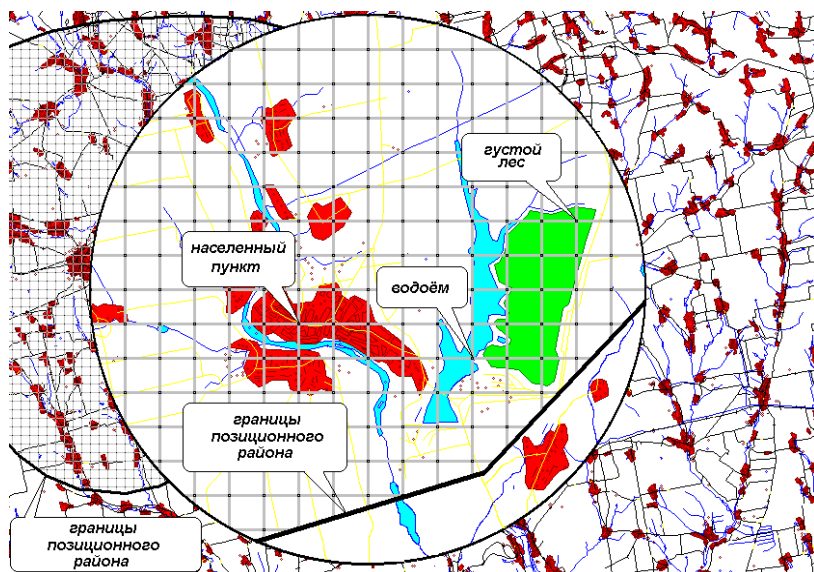 густой
лес
населенный
пункт
водоём
границы
позиционного
района
границы
позиционного
района